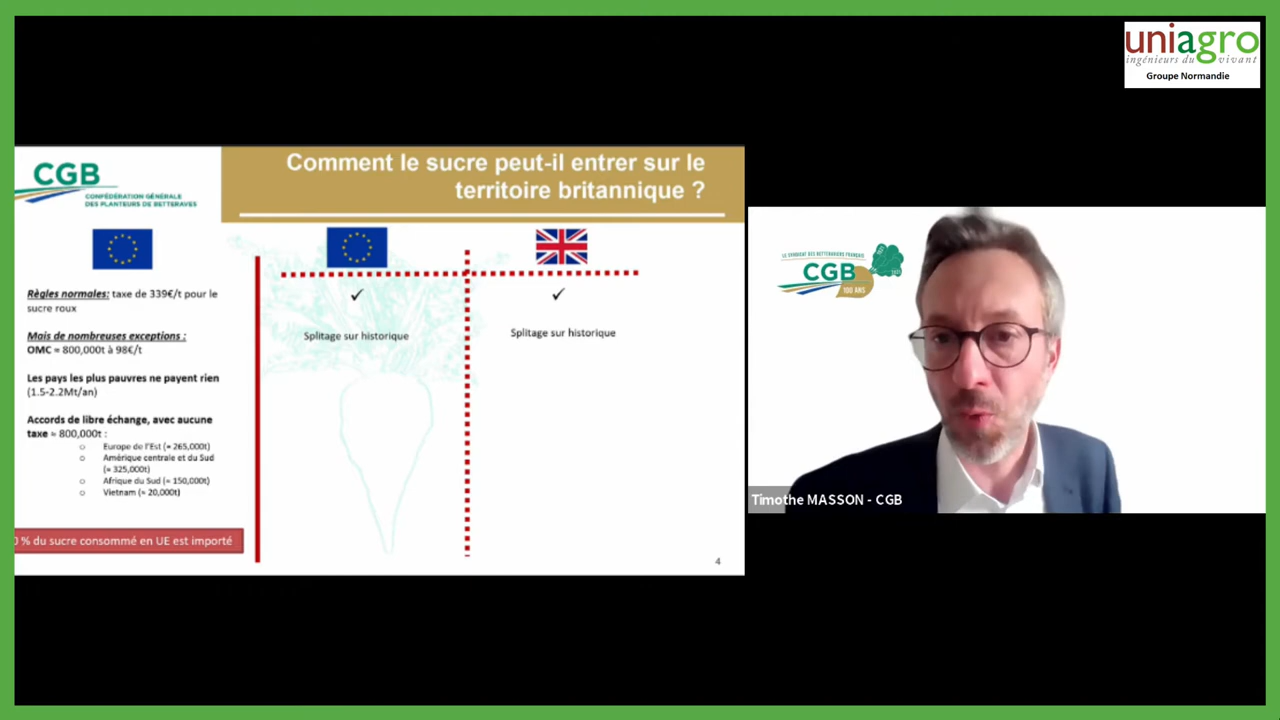 uniagro
ingénieurs du vivant
Groupe Normandie
CGB
CONFÉDÉRATION GÉNÉRALE
DES PLANTEURS DE BETTERAVES
Comment le sucre peut-il entrer sur le
territoire britannique ?
Règles normales: taxe de 339€/t pour le
sucre roux
Mais de nombreuses exceptions :
OMC ≈ 800,000t à 98€/t
Les pays les plus pauvres ne payent rien
(1.5-2.2Mt/an)
Accords de libre échange, avec aucune
taxe ≈ 800,000t :
o Europe de l'Est (≈ 265,000t)
o Amérique centrale et du Sud
(≈ 325,000t)
o Afrique du Sud (≈ 150,000t)
o Vietnam (≈ 20,000t)
% du sucre consommé en UE est importé
✓
Splitage sur historique
✓
Splitage sur historique
4
LE SYNDICAT DES BETTERAVIERS FRANÇAIS
CGB
100 ANS
Timothe MASSON - CGB